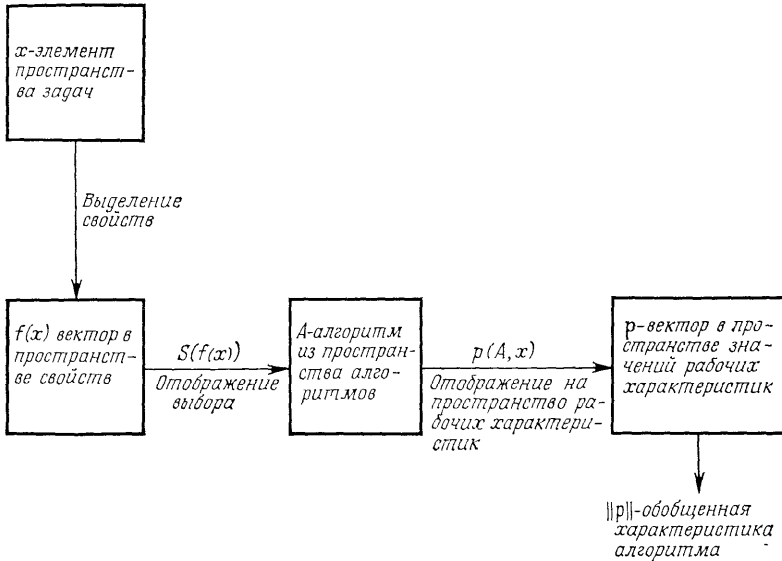 x-элемент
пространст-
ва задач
Выделение
свойств
f(x) вектор в
пространст-
ве свойств
S(f(x))
Отображение
выбора
А-алгоритм
из простран-
ства алго-
ритмов
p(A,x)
Отображение на
пространство ра-
бочих характери-
стик
p-вектор в про-
странстве зна-
чений рабочих
характеристик
||p||-обобщенная
характеристика
алгоритма